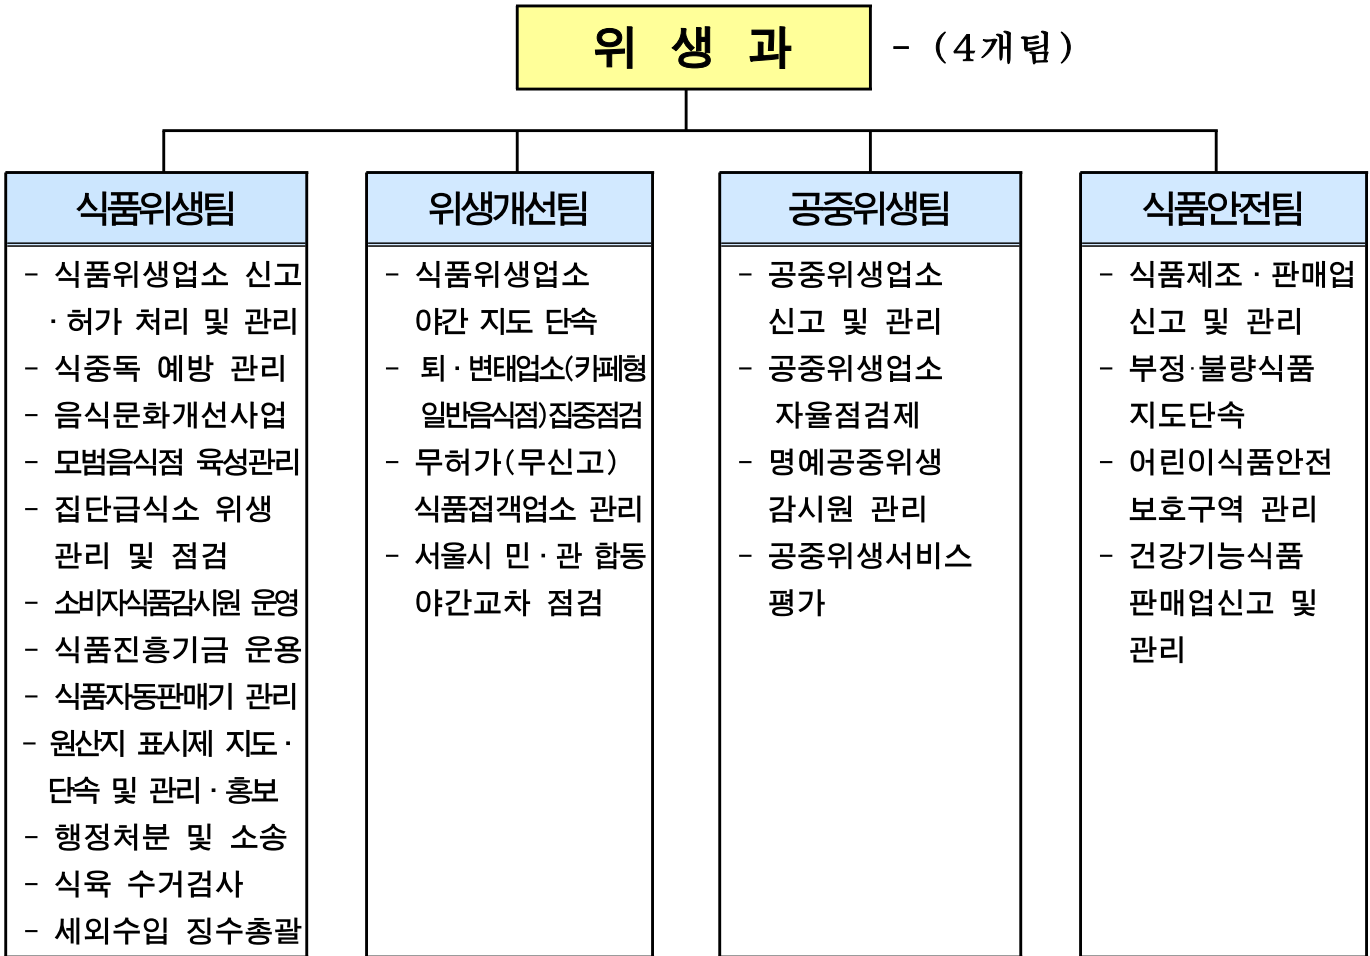 위 생 과 - (4개팀)
식품위생팀
- 식품위생업소 신고
·허가 처리 및 관리
- 식중독 예방 관리
- 음식문화개선사업
- 모범음식점 육성관리
- 집단급식소 위생
관리 및 점검
- 소비자식품감시원 운영
- 식품진흥기금 운용
- 식품자동판매기 관리
- 원산지 표시제 지도·
단속 및 관리·홍보
- 행정처분 및 소송
- 식육 수거검사
- 세외수입 징수총괄
위생개선팀
- 식품위생업소
야간 지도 단속
- 퇴·변태업소(카페형
일반음식점)집중점검
- 무허가(무신고)
식품접객업소 관리
- 서울시 민·관 합동
야간교차 점검
공중위생팀
- 공중위생업소
신고 및 관리
- 공중위생업소
자율점검제
- 명예공중위생
감시원 관리
- 공중위생서비스
평가
식품안전팀
- 식품제조·판매업
신고 및 관리
- 부정·불량식품
지도단속
- 어린이식품안전
보호구역 관리
- 건강기능식품
판매업신고 및
관리